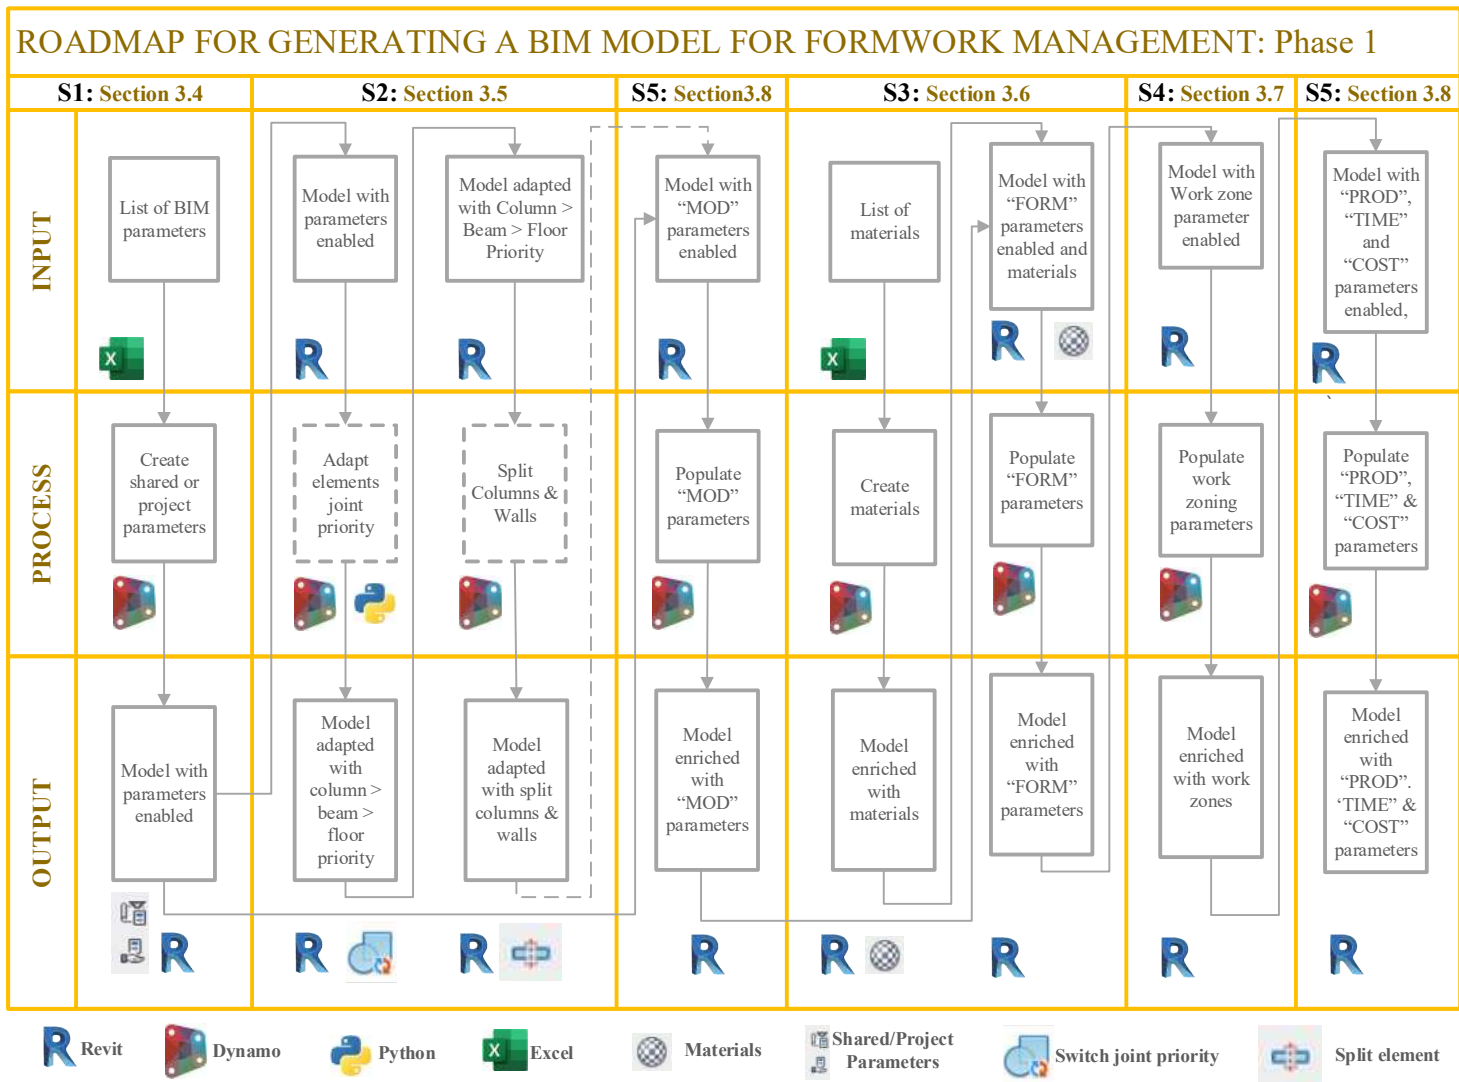 ROADMAP FOR GENERATING A BIM MODEL FOR FORMWORK MANAGEMENT: Phase 1
S1: Section 3.4
S2: Section 3.5
S5: Section3.8
S3: Section 3.6
S4: Section 3.7
S5: Section 3.8
INPUT
List of BIM
parameters
Model with
parameters
enabled
Model adapted
with Column >
Beam > Floor
Priority
Model with
“MOD”
parameters
enabled
List of
materials
Model with
“FORM”
parameters
enabled and
materials
Model with
Work zone
parameter
enabled
Model with
“PROD”,
“TIME”
and
“COST”
parameters
enabled,
PROCESS
Create
shared or
project
parameters
Adapt
elements
joint
priority
Split
Columns &
Walls
Populate
“MOD”
parameters
Create
materials
Populate
“FORM”
parameters
Populate
work
zoning
parameters
`
Populate
“PROD”,
“TIME” &
“COST”
parameters
OUTPUT
Model with
parameters
enabled
Model
adapted
with
column >
beam >
floor
priority
Model
adapted
with split
columns &
walls
Model
enriched
with
“MOD”
parameters
Model
enriched
with
materials
Model
enriched
with
“FORM”
parameters
Model
enriched
with work
zones
Model
enriched
with
“PROD”.
‘TIME” &
“COST”
parameters
Revit
Dynamo
Python
Excel
Materials
Shared/Project
Parameters
Switch joint priority
Split element